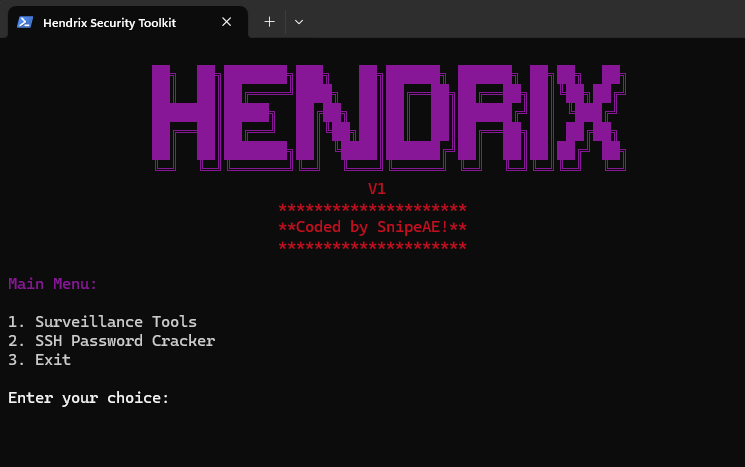 Hendrix Security Toolkit
HENDRIX
V1
*********************
**Coded by SnipeAE!**
*********************
Main Menu:
1. Surveillance Tools
2. SSH Password Cracker
3. Exit
Enter your choice: